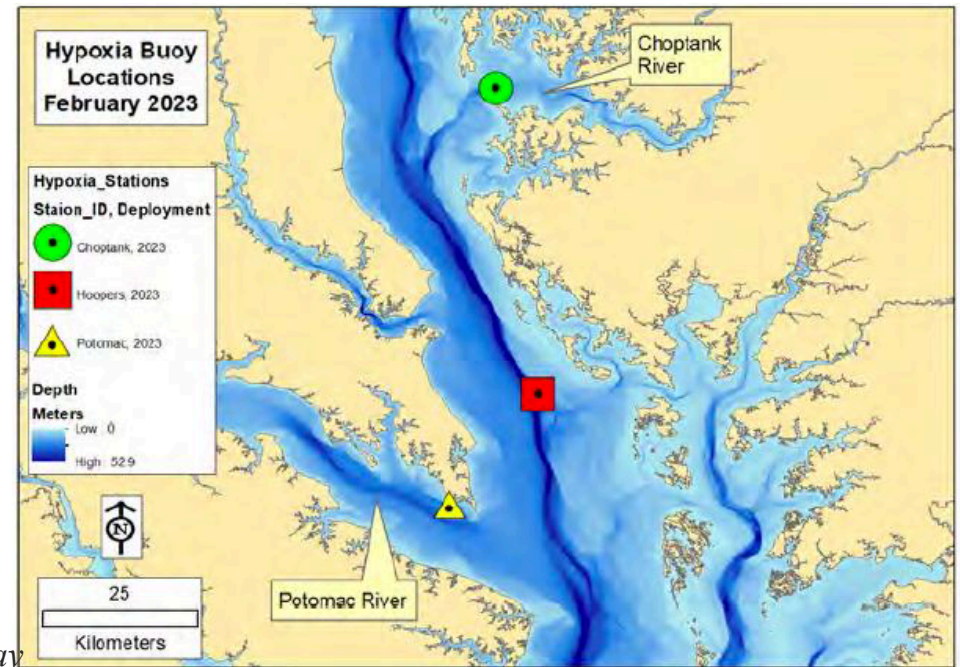 Hypoxia Buoy
Locations
February 2023
Choptank
River
Hypoxia_Stations
Staion_ID, Deployment
Choptank, 2023
Hoopers, 2023
Potomac, 2023
Depth
Meters
Low : 0
High : 52.9
N
25
Kilometers
Potomac River